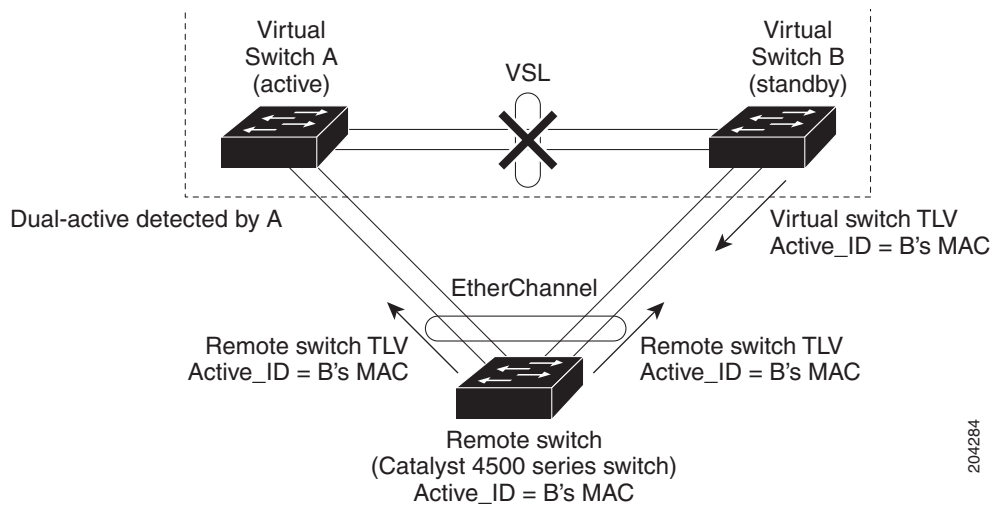 Virtual
Switch A
(active)
VSL
Virtual
Switch B
(standby)
Dual-active detected by A
Virtual switch TLV
Active_ID = B's MAC
EtherChannel
Remote switch TLV
Active_ID = B's MAC
Remote switch TLV
Active_ID = B's MAC
Remote switch
(Catalyst 4500 series switch)
Active_ID = B's MAC
204284